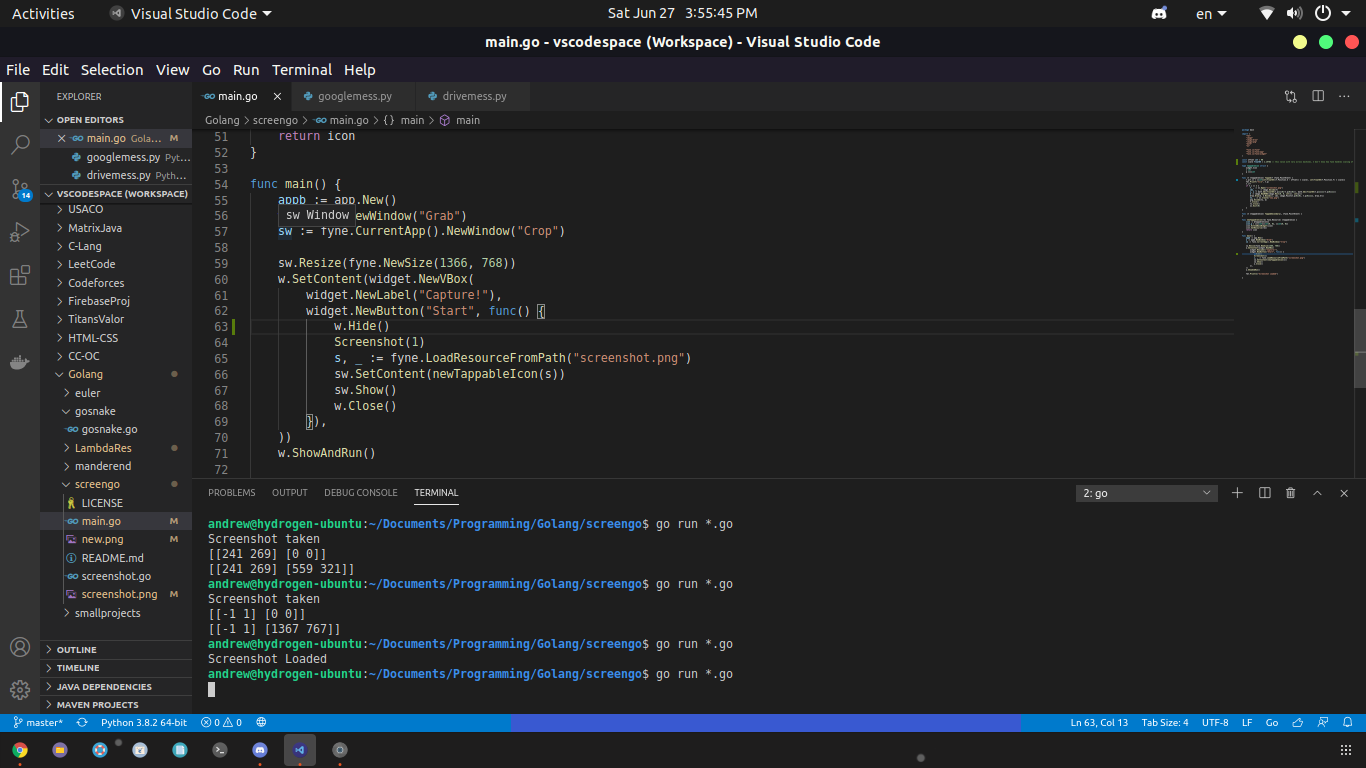 Activities Visual Studio Code Sat Jun 27 3:55:45 PM en
main.go - vscodespace (Workspace) - Visual Studio Code
File Edit Selection View Go Run Terminal Help
EXPLORER
OPEN EDITORS
main.go Gola... M
googlemess.py Pyt...
drivemess.py Pyth...
VSCODESPACE (WORKSPACE)
USACO
MatrixJava
C-Lang
LeetCode
Codeforces
FirebaseProj
TitansValor
HTML-CSS
CC-OC
Golang
euler
gosnake
gosnake.go
LambdaRes
manderend
screengo
LICENSE
main.go M
new.png M
README.md
screenshot.go
screenshot.png M
smallprojects
OUTLINE
TIMELINE
JAVA DEPENDENCIES
MAVEN PROJECTS
14
main.go googlemess.py drivemess.py
Golang > screengo > main.go > {} main > main
51 return icon
52 }
53
54 func main() {
55 appb := app.New()
56 ewWindow("Grab")
sw Window
57 sw := fyne.CurrentApp().NewWindow("Crop")
58
59 sw.Resize(fyne.NewSize(1366, 768))
60 w.SetContent(widget.NewVBox(
61 widget.NewLabel("Capture!"),
62 widget.NewButton("Start", func() {
63 w.Hide()
64 Screenshot(1)
65 s, _ := fyne.LoadResourceFromPath("screenshot.png")
66 sw.SetContent(newTappableIcon(s))
67 sw.Show()
68 w.Close()
69 }),
70 ))
71 w.ShowAndRun()
72
PROBLEMS OUTPUT DEBUG CONSOLE TERMINAL 2: go
andrew@hydrogen-ubuntu:~/Documents/Programming/Golang/screengo$ go run *.go
Screenshot taken
[[241 269] [0 0]]
[[241 269] [559 321]]
andrew@hydrogen-ubuntu:~/Documents/Programming/Golang/screengo$ go run *.go
Screenshot taken
[[-1 1] [0 0]]
[[-1 1] [1367 767]]
andrew@hydrogen-ubuntu:~/Documents/Programming/Golang/screengo$ go run *.go
Screenshot Loaded
andrew@hydrogen-ubuntu:~/Documents/Programming/Golang/screengo$ go run *.go
master* Python 3.8.2 64-bit 0 0 Ln 63, Col 13 Tab Size: 4 UTF-8 LF Go